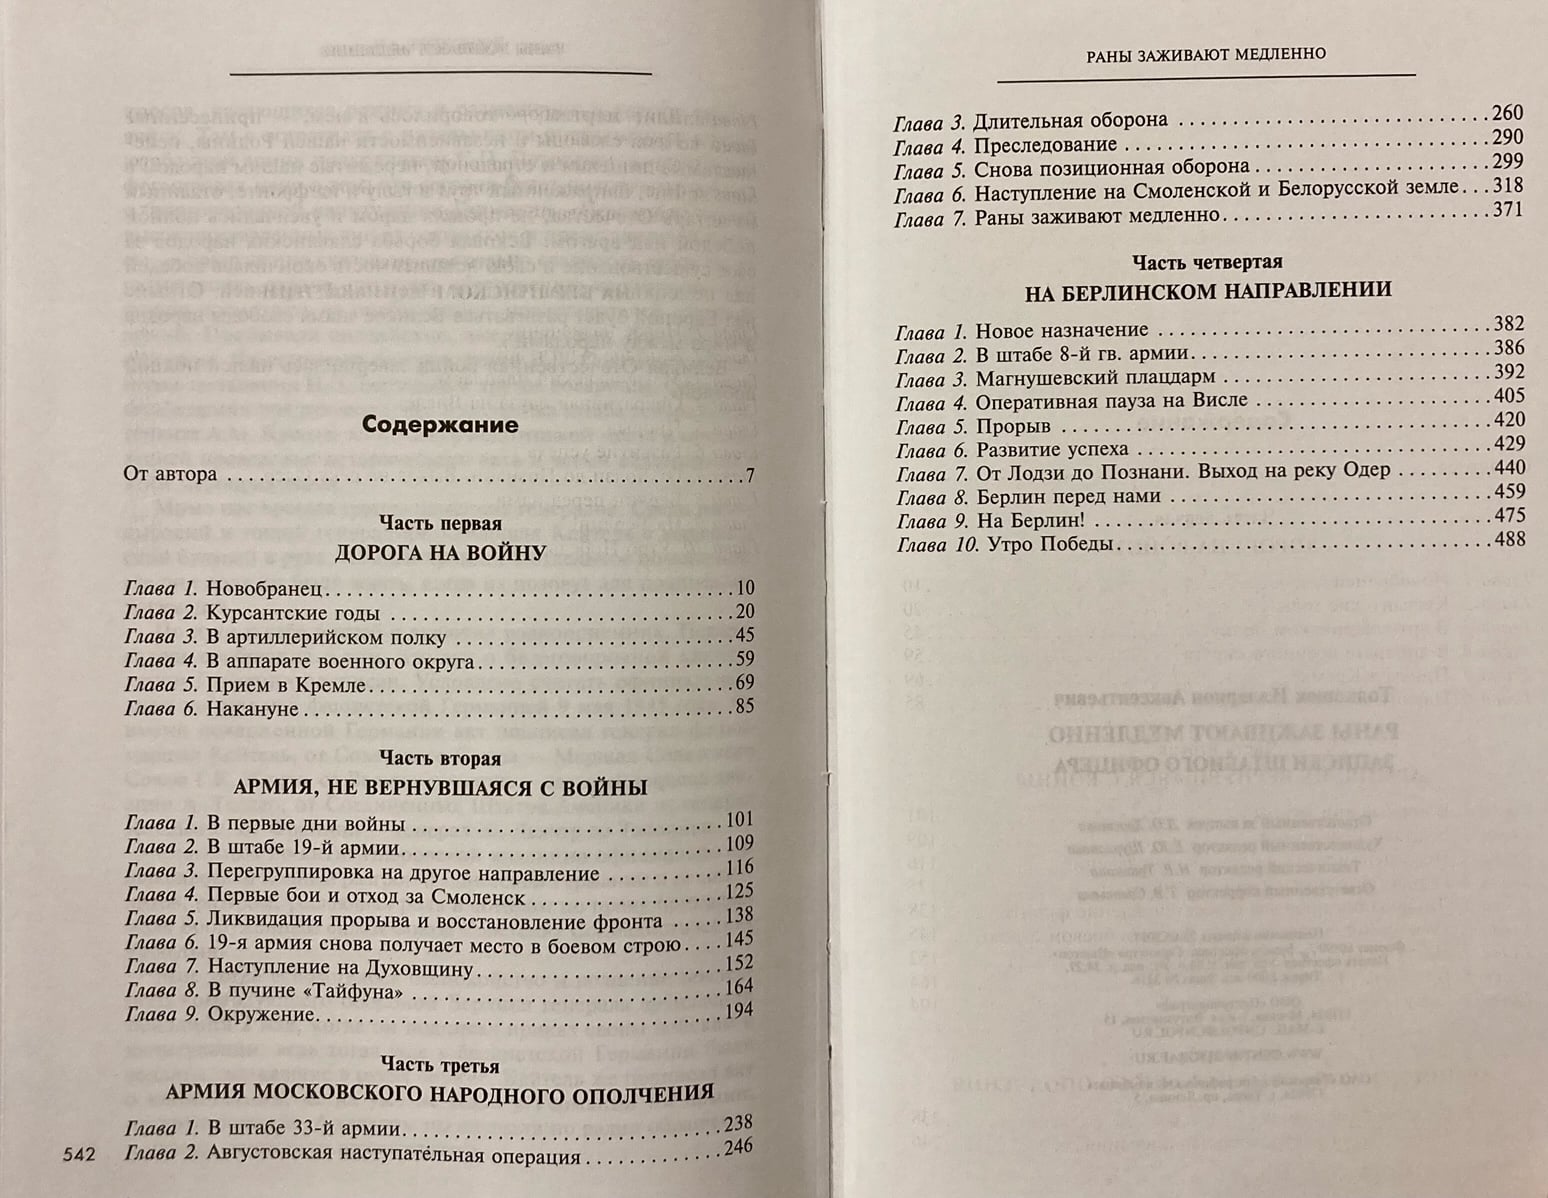 Содержание
От автора ........ 7
Часть первая
ДОРОГА НА ВОЙНУ
Глава 1. Новобранец ........ 10
Глава 2. Курсантские годы ........ 20
Глава 3. В артиллерийском полку ........ 45
Глава 4. В аппарате военного округа ........ 59
Глава 5. Прием в Кремле ........ 69
Глава 6. Накануне ........ 85
Часть вторая
АРМИЯ, НЕ ВЕРНУВШАЯСЯ С ВОЙНЫ
Глава 1. В первые дни войны ........ 101
Глава 2. В штабе 19-й армии ........ 109
Глава 3. Перегруппировка на другое направление ........ 116
Глава 4. Первые бои и отход за Смоленск ........ 125
Глава 5. Ликвидация прорыва и восстановление фронта ........ 138
Глава 6. 19-я армия снова получает место в боевом строю .... 145
Глава 7. Наступление на Духовщину ........ 152
Глава 8. В пучине «Тайфуна» ........ 164
Глава 9. Окружение ........ 194
Часть третья
АРМИЯ МОСКОВСКОГО НАРОДНОГО ОПОЛЧЕНИЯ
Глава 1. В штабе 33-й армии ........ 238
Глава 2. Августовская наступательная операция ........ 246
542
РАНЫ ЗАЖИВАЮТ МЕДЛЕННО
Глава 3. Длительная оборона ........ 260
Глава 4. Преследование ........ 290
Глава 5. Снова позиционная оборона ........ 299
Глава 6. Наступление на Смоленской и Белорусской земле ... 318
Глава 7. Раны заживают медленно ........ 371
Часть четвертая
НА БЕРЛИНСКОМ НАПРАВЛЕНИИ
Глава 1. Новое назначение ........ 382
Глава 2. В штабе 8-й гв. армии ........ 386
Глава 3. Магнушевский плацдарм ........ 392
Глава 4. Оперативная пауза на Висле ........ 405
Глава 5. Прорыв ........ 420
Глава 6. Развитие успеха ........ 429
Глава 7. От Лодзи до Познани. Выход на реку Одер ........ 440
Глава 8. Берлин перед нами ........ 459
Глава 9. На Берлин! ........ 475
Глава 10. Утро Победы ........ 488